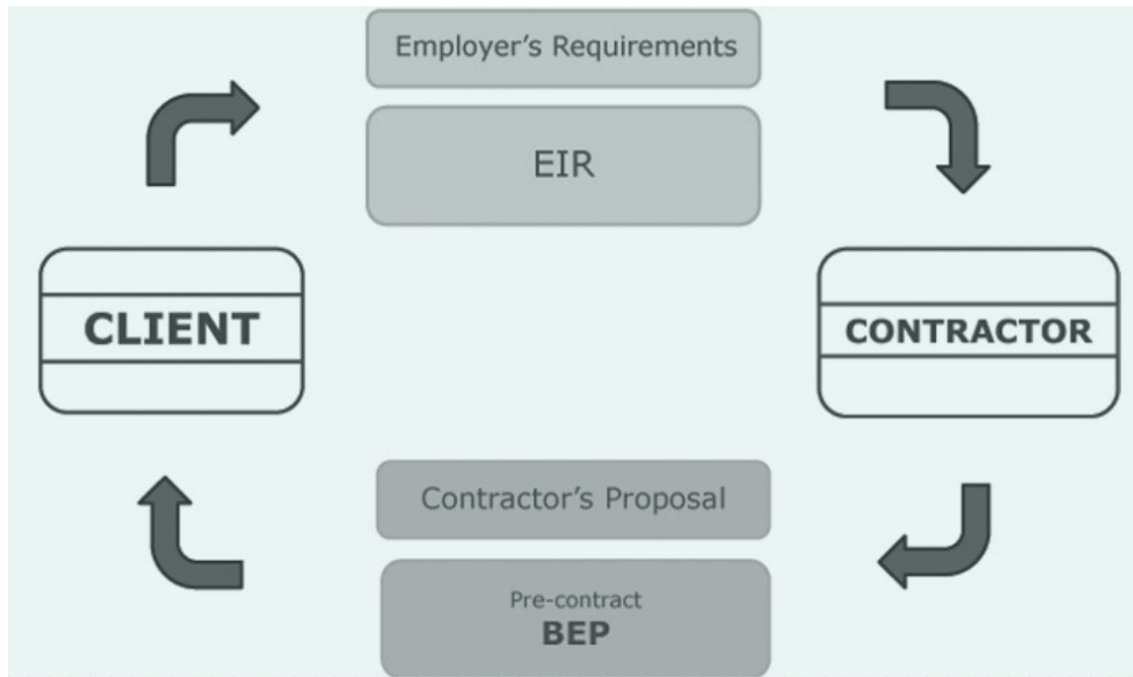 Employer’s Requirements
EIR
CLIENT
CONTRACTOR
Contractor’s Proposal
Pre-contract
BEP